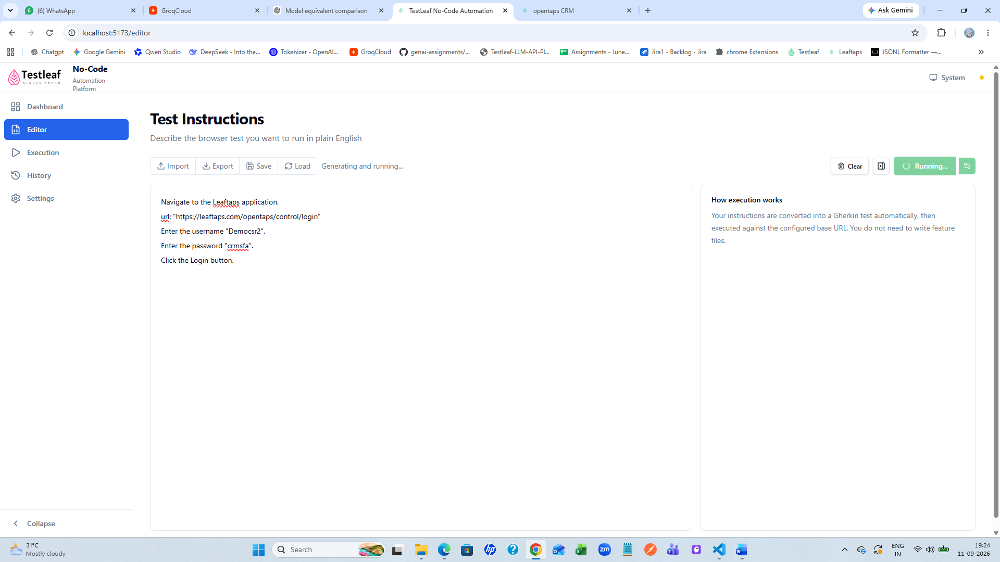 (6) WhatsApp
GroqCloud
Model equivalent comparison
TestLeaf No-Code Automation
opentaps CRM
Ask Gemini
localhost:5173/editor
Chatgpt
Google Gemini
Qwen Studio
DeepSeek - Into the...
Tokenizer - OpenAI...
GroqCloud
genai-assignments/...
Testleaf-LLM-API-Pl...
Assignments - June...
Jira1 - Backlog - Jira
chrome Extensions
Testleaf
Leaftaps
JSONL Formatter —...
Testleaf
Always Ahead
No-Code
Automation
Platform
System
Dashboard
Editor
Execution
History
Settings
Collapse
Test Instructions
Describe the browser test you want to run in plain English
Import
Export
Save
Load
Generating and running...
Clear
Running...
Navigate to the Leaftaps application.
url: "https://leaftaps.com/opentaps/control/login"
Enter the username "Democsr2".
Enter the password "crmsfa".
Click the Login button.
How execution works
Your instructions are converted into a Gherkin test automatically, then
executed against the configured base URL. You do not need to write feature
files.
31°C
Mostly cloudy
Search
ENG
IN
19:24
11-09-2026